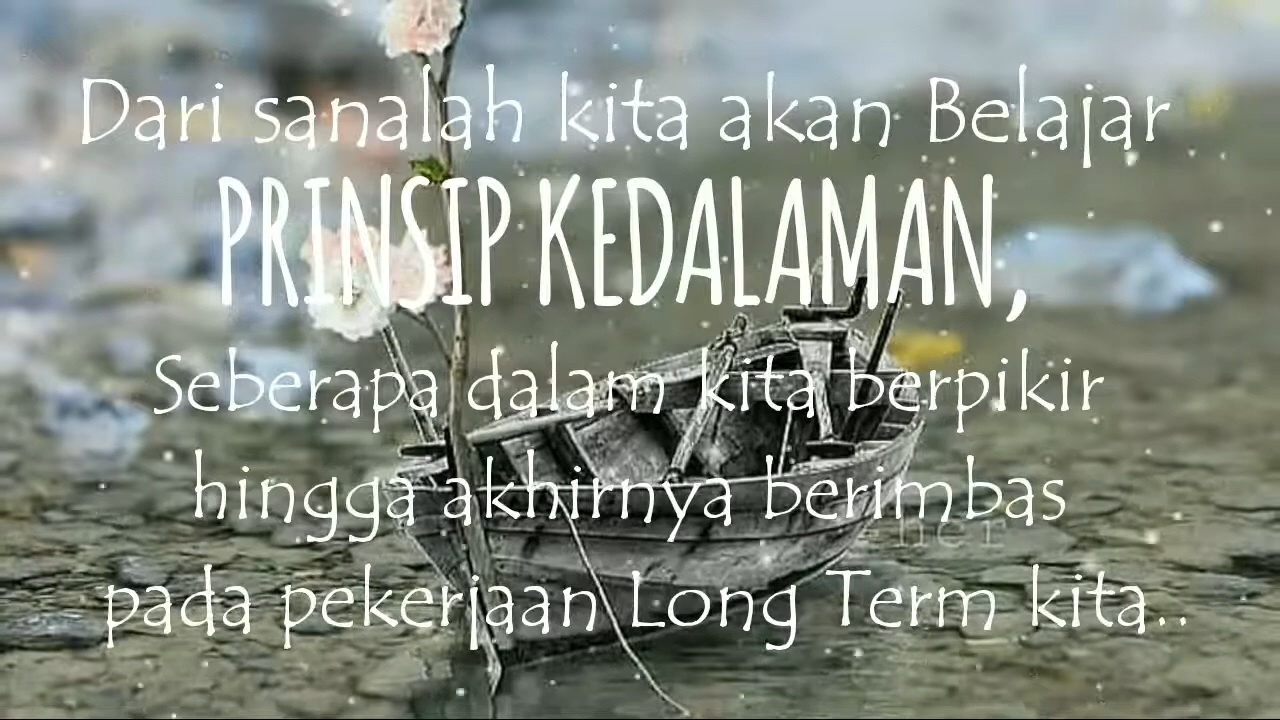 Dari sanalah kita akan Belajar
PRINSIP KEDALAMAN,
Seberapa dalam kita berpikir
hingga akhirnya berimbas
pada pekerjaan Long Term kita..